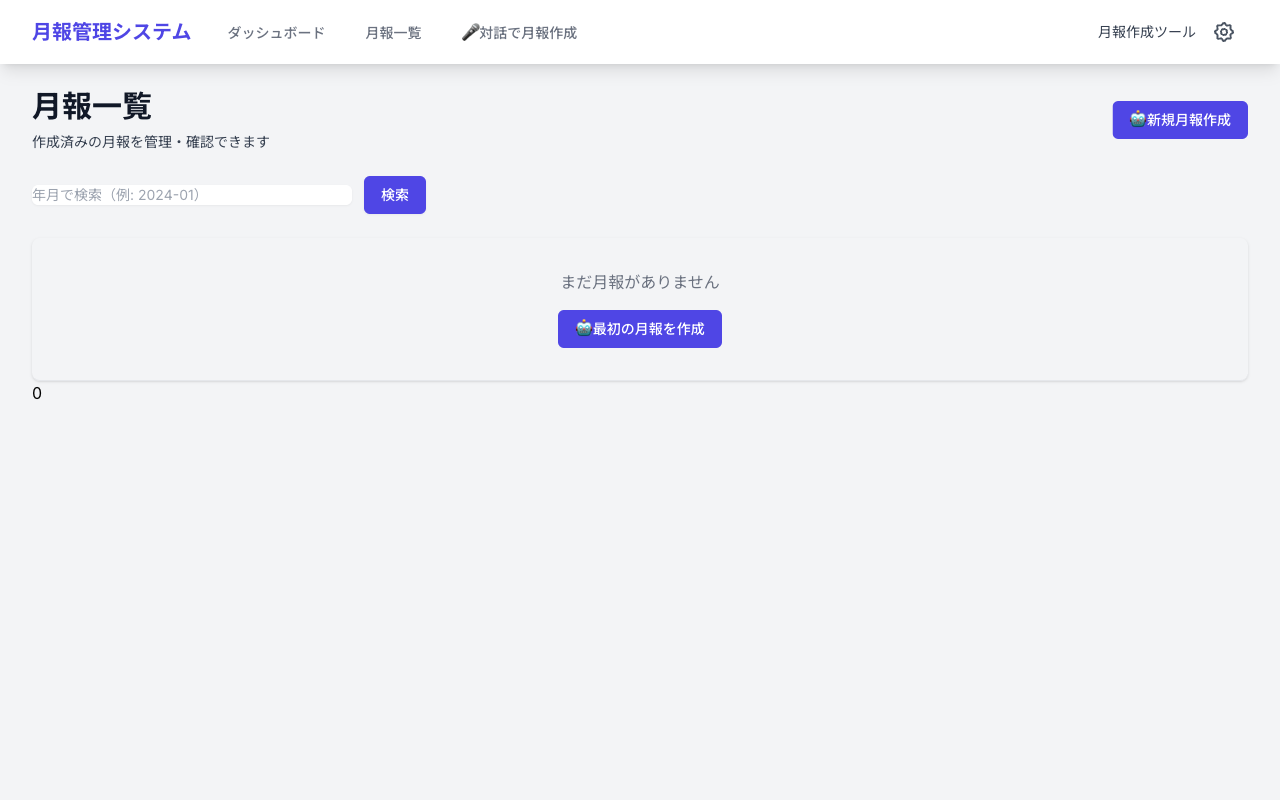 月報管理システム ダッシュボード 月報一覧 🎤対話で月報作成 月報作成ツール
月報一覧
作成済みの月報を管理・確認できます
🤖新規月報作成
年月で検索（例: 2024-01） 検索
まだ月報がありません
🤖最初の月報を作成
0